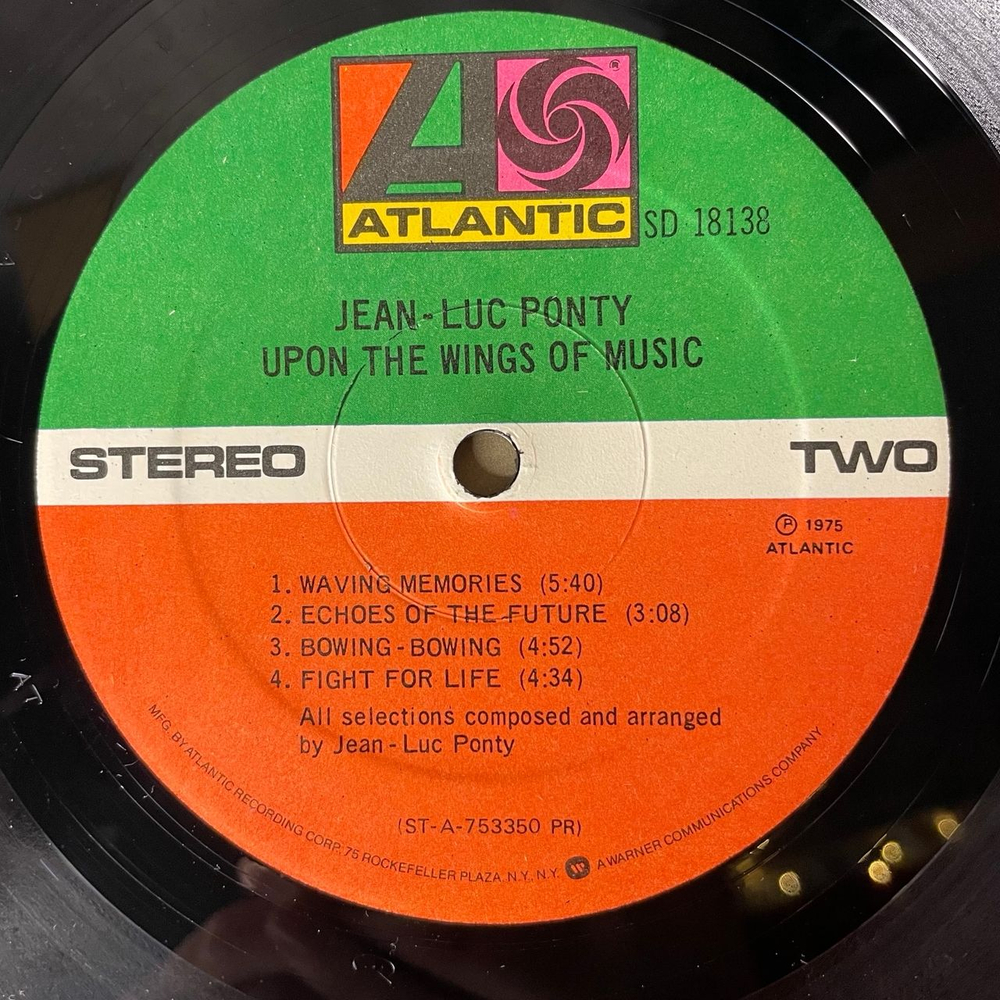 A
®
ATLANTIC SD 18138
JEAN-LUC PONTY
UPON THE WINGS OF MUSIC
STEREO TWO
Ⓟ 1975
ATLANTIC
1. WAVING MEMORIES (5:40)
2. ECHOES OF THE FUTURE (3:08)
3. BOWING-BOWING (4:52)
4. FIGHT FOR LIFE (4:34)
All selections composed and arranged
by Jean-Luc Ponty
(ST-A-753350 PR)
MFG. BY ATLANTIC RECORDING CORP., 75 ROCKEFELLER PLAZA, N.Y., N.Y. A WARNER COMMUNICATIONS COMPANY
AT